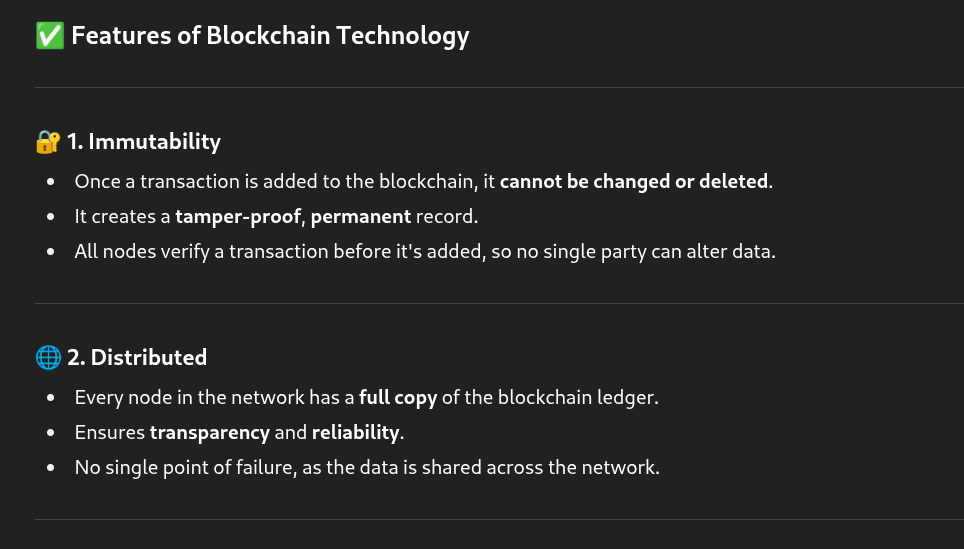 ✅ Features of Blockchain Technology
🔐 1. Immutability
• Once a transaction is added to the blockchain, it cannot be changed or deleted.
• It creates a tamper-proof, permanent record.
• All nodes verify a transaction before it's added, so no single party can alter data.
🌐 2. Distributed
• Every node in the network has a full copy of the blockchain ledger.
• Ensures transparency and reliability.
• No single point of failure, as the data is shared across the network.